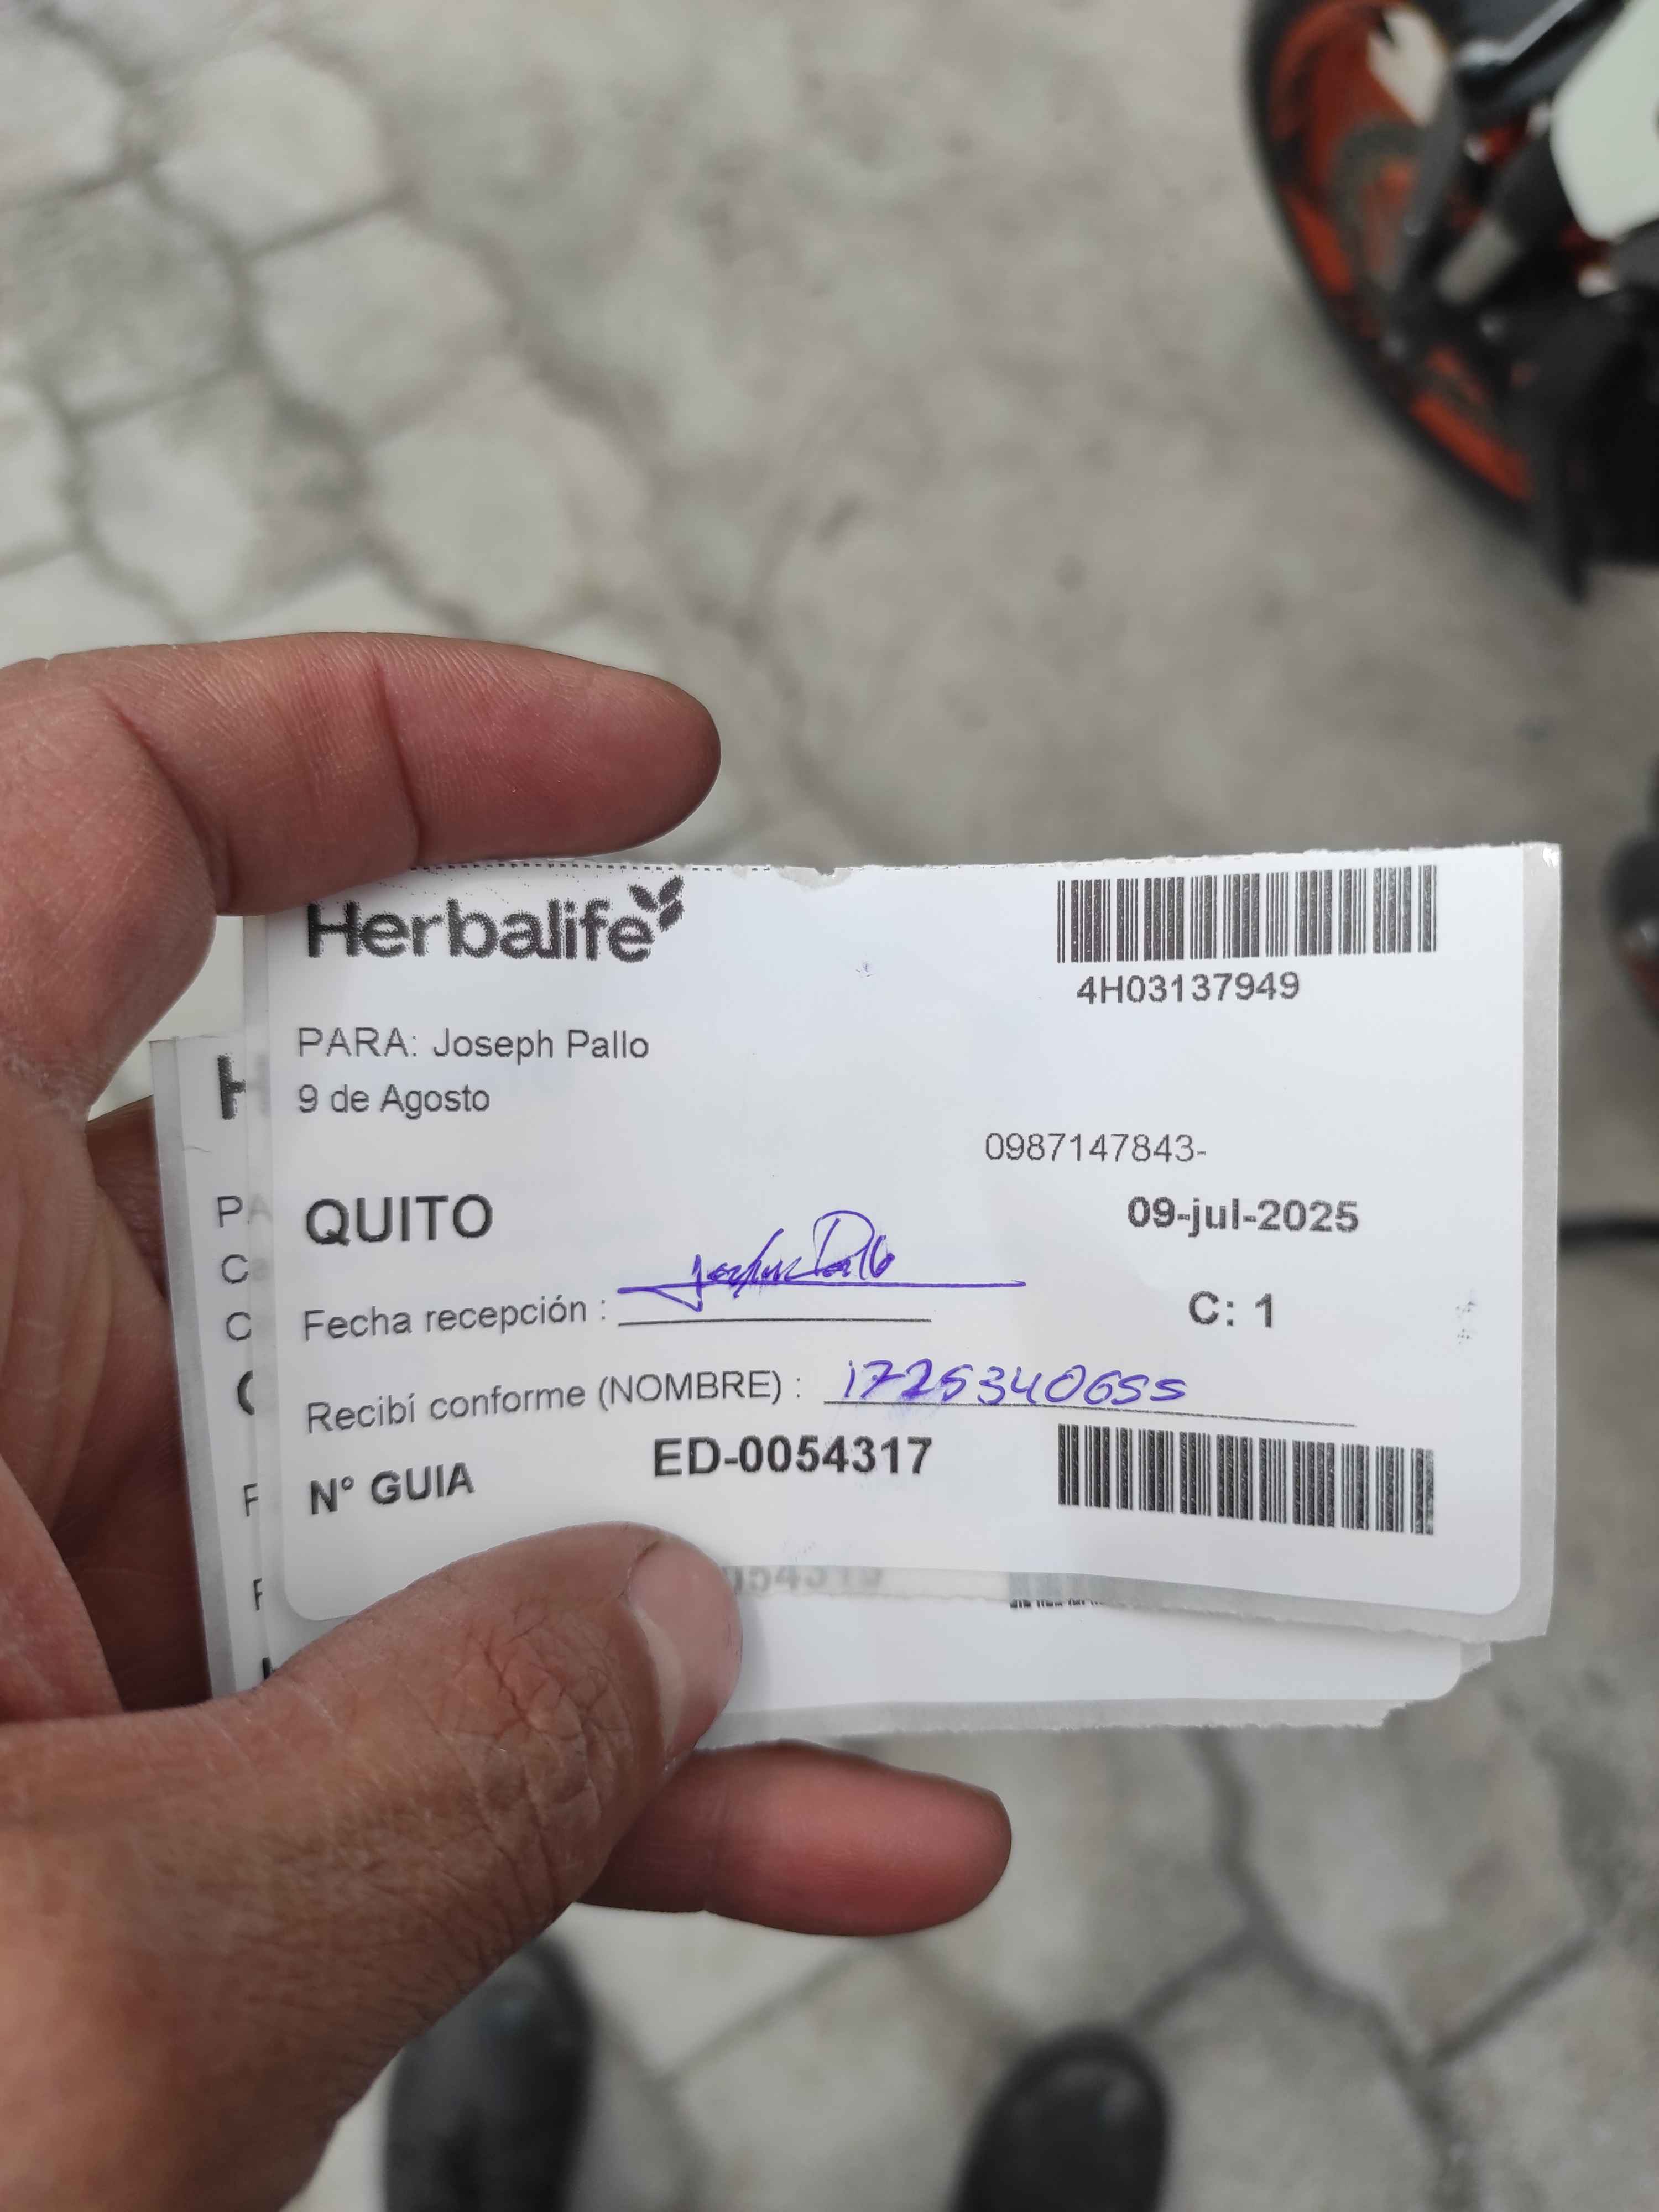 Herbalife
4H03137949
PARA: Joseph Pallo
9 de Agosto
0987147843-
QUITO
09-jul-2025
Fecha recepción :
C: 1
Recibí conforme (NOMBRE) : 1725340655
N° GUIA ED-0054317